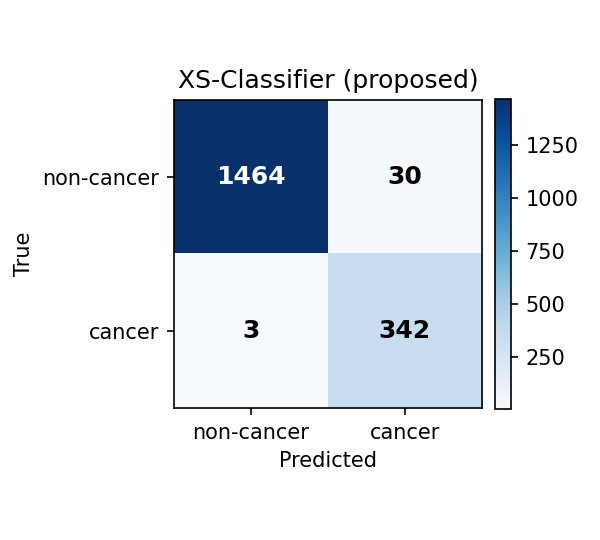 XS-Classifier (proposed)
non-cancer
1464
30
cancer
3
342
True
non-cancer
cancer
Predicted
1250
1000
750
500
250